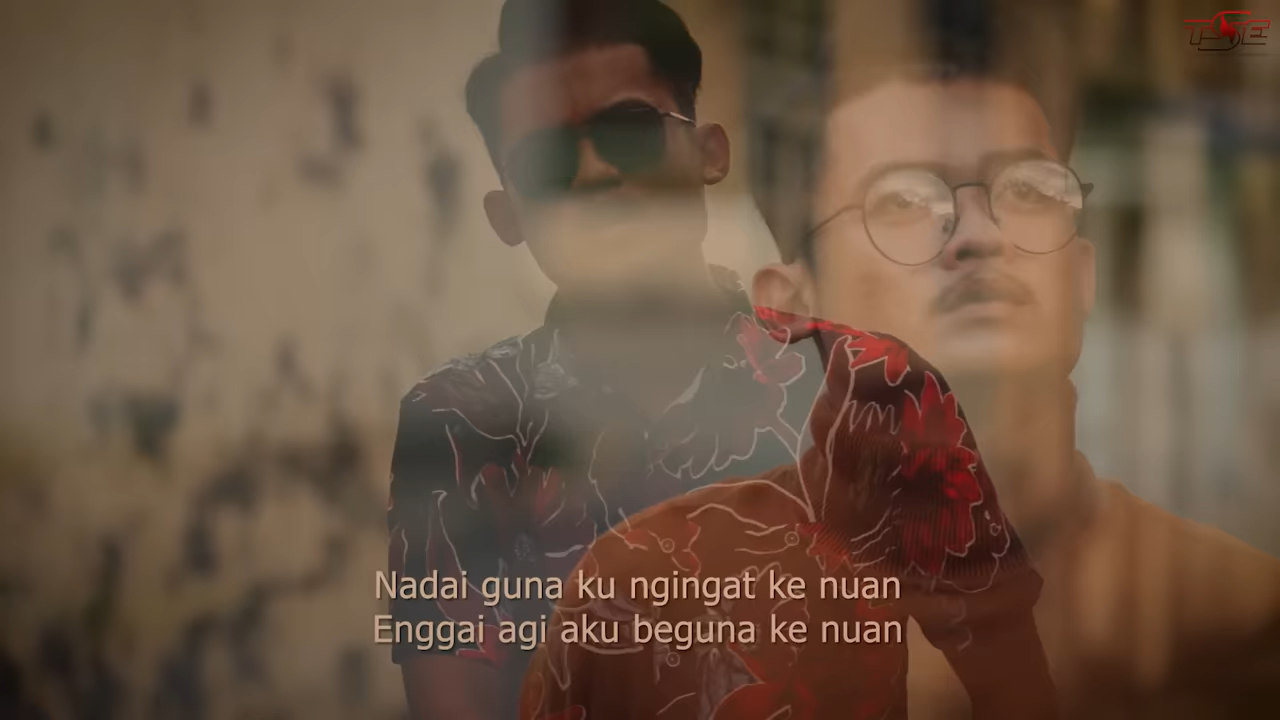 Nadai guna ku ngingat ke nuan
Enggai agi aku beguna ke nuan